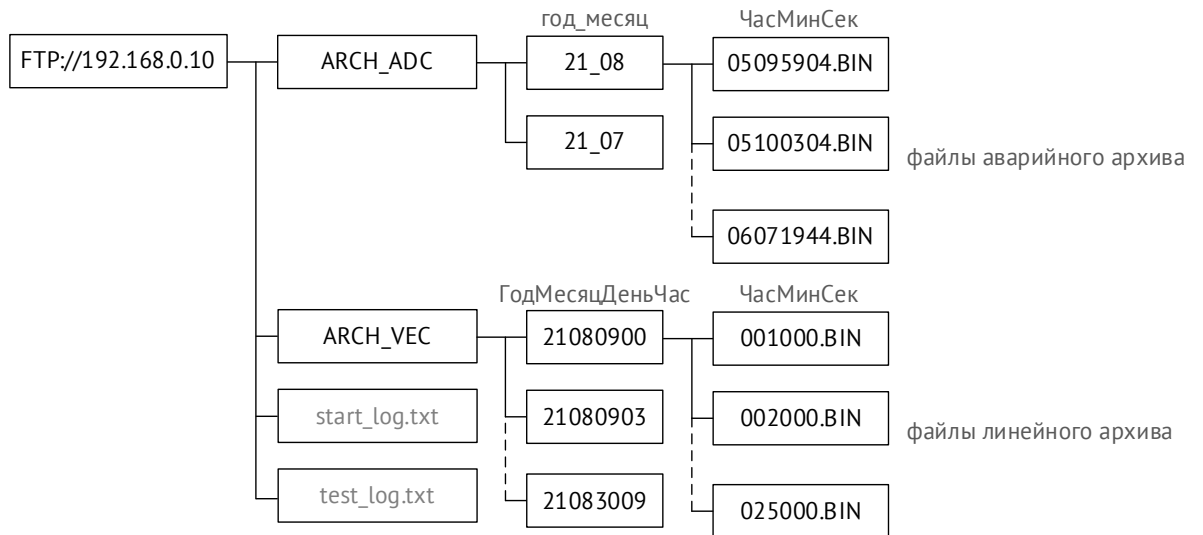 год_месяц
ЧасМинСек
FTP://192.168.0.10
ARCH_ADC
21_08
05095904.BIN
21_07
05100304.BIN
файлы аварийного архива
06071944.BIN
ГодМесяцДеньЧас
ЧасМинСек
ARCH_VEC
21080900
001000.BIN
start_log.txt
21080903
002000.BIN
файлы линейного архива
test_log.txt
21083009
025000.BIN